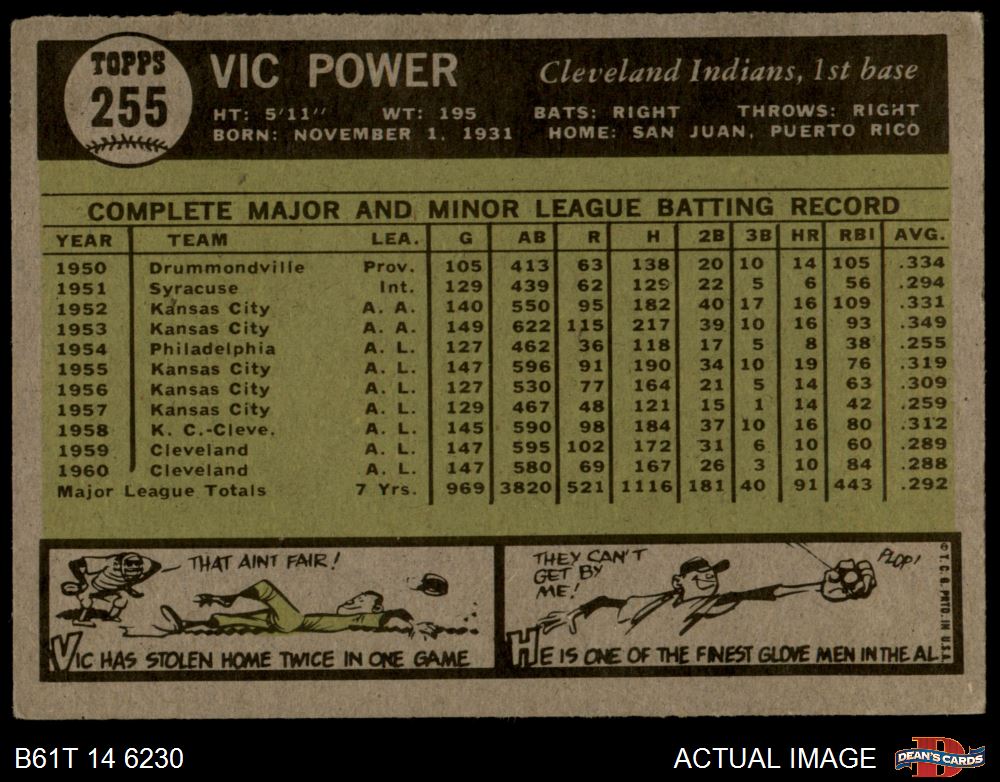 TOPPS
255
VIC POWER
Cleveland Indians, 1st base
HT: 5'11" WT: 195 BATS: RIGHT THROWS: RIGHT
BORN: NOVEMBER 1, 1931 HOME: SAN JUAN, PUERTO RICO
COMPLETE MAJOR AND MINOR LEAGUE BATTING RECORD
YEAR TEAM LEA. G AB R H 2B 3B HR RBI AVG.
1950 Drummondville Prov. 105 413 63 138 20 10 14 105 .334
1951 Syracuse Int. 129 439 62 129 22 5 6 56 .294
1952 Kansas City A. A. 140 550 95 182 40 17 16 109 .331
1953 Kansas City A. A. 149 622 115 217 39 10 16 93 .349
1954 Philadelphia A. L. 127 462 36 118 17 5 8 38 .255
1955 Kansas City A. L. 147 596 91 190 34 10 19 76 .319
1956 Kansas City A. L. 127 530 77 164 21 5 14 63 .309
1957 Kansas City A. L. 129 467 48 121 15 1 14 42 .259
1958 K. C.-Cleve. A. L. 145 590 98 184 37 10 16 80 .312
1959 Cleveland A. L. 147 595 102 172 31 6 10 60 .289
1960 Cleveland A. L. 147 580 69 167 26 3 10 84 .288
Major League Totals 7 Yrs. 969 3820 521 1116 181 40 91 443 .292
THAT AINT FAIR!
VIC HAS STOLEN HOME TWICE IN ONE GAME
THEY CAN'T
GET BY
ME!
PLOP!
HE IS ONE OF THE FINEST GLOVE MEN IN THE AL
© T. C. G. PRTD. IN U.S.A.
B61T 14 6230
ACTUAL IMAGE
D
DEAN'S CARDS